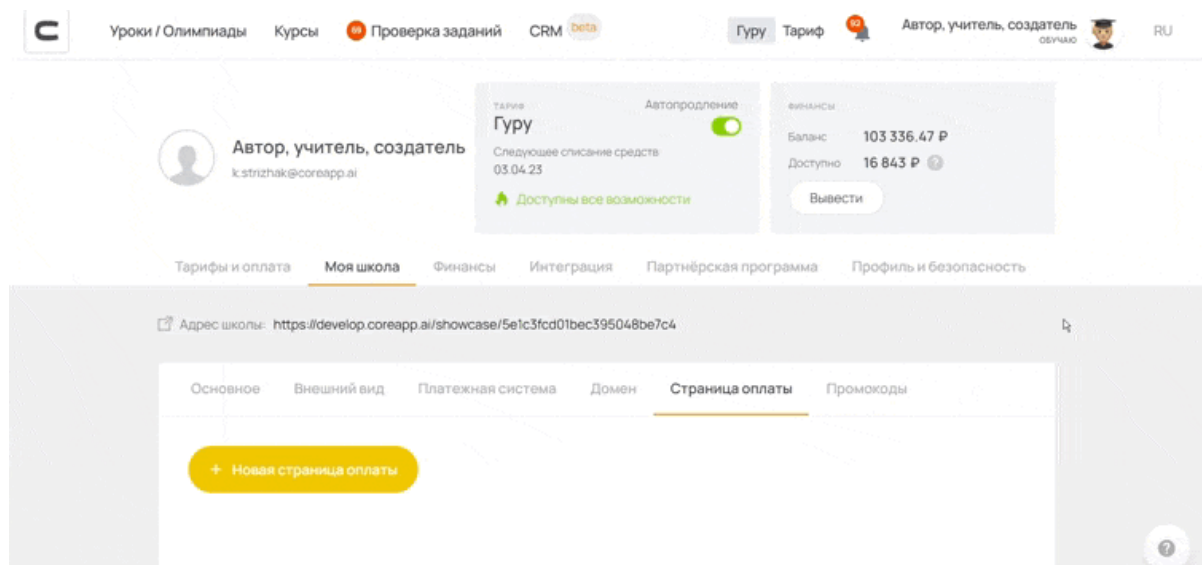 Уроки / Олимпиады Курсы 69 Проверка заданий CRM beta Гуру Тариф 92 Автор, учитель, создатель RU
ОБУЧАЮ
ТАРИФ Автопродление
Гуру
Следующее списание средств
03.04.23
Доступны все возможности
ФИНАНСЫ
Баланс 103 336.47 ₽
Доступно 16 843 ₽ ?
Вывести
Автор, учитель, создатель
k.strizhak@coreapp.ai
Тарифы и оплата Моя школа Финансы Интеграция Партнёрская программа Профиль и безопасность
Адрес школы: https://develop.coreapp.ai/showcase/5e1c3fcd01bec395048be7c4
Основное Внешний вид Платежная система Домен Страница оплаты Промокоды
+ Новая страница оплаты
?